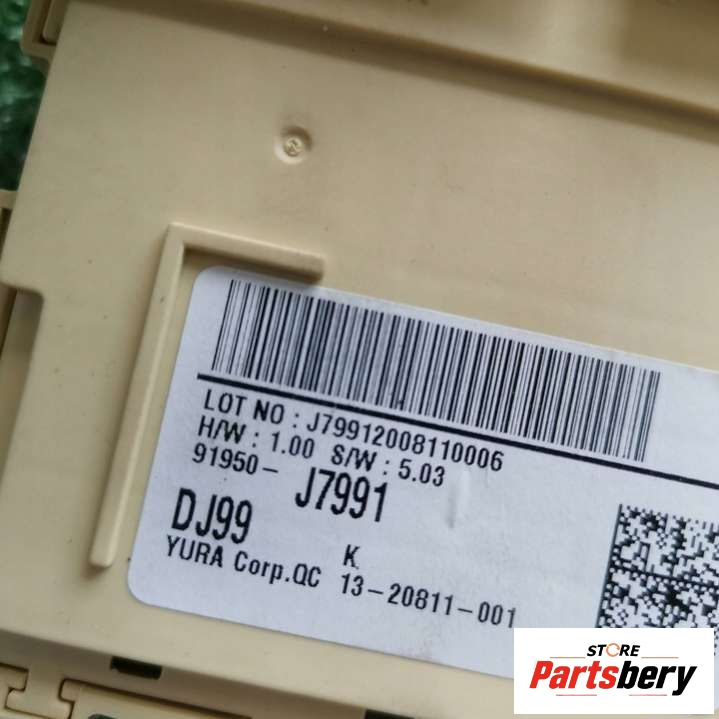 LOT NO : J79912008110006
H/W : 1.00 S/W : 5.03
91950- J7991
DJ99 K
YURA Corp.QC 13-20811-001
STORE
Partsbery